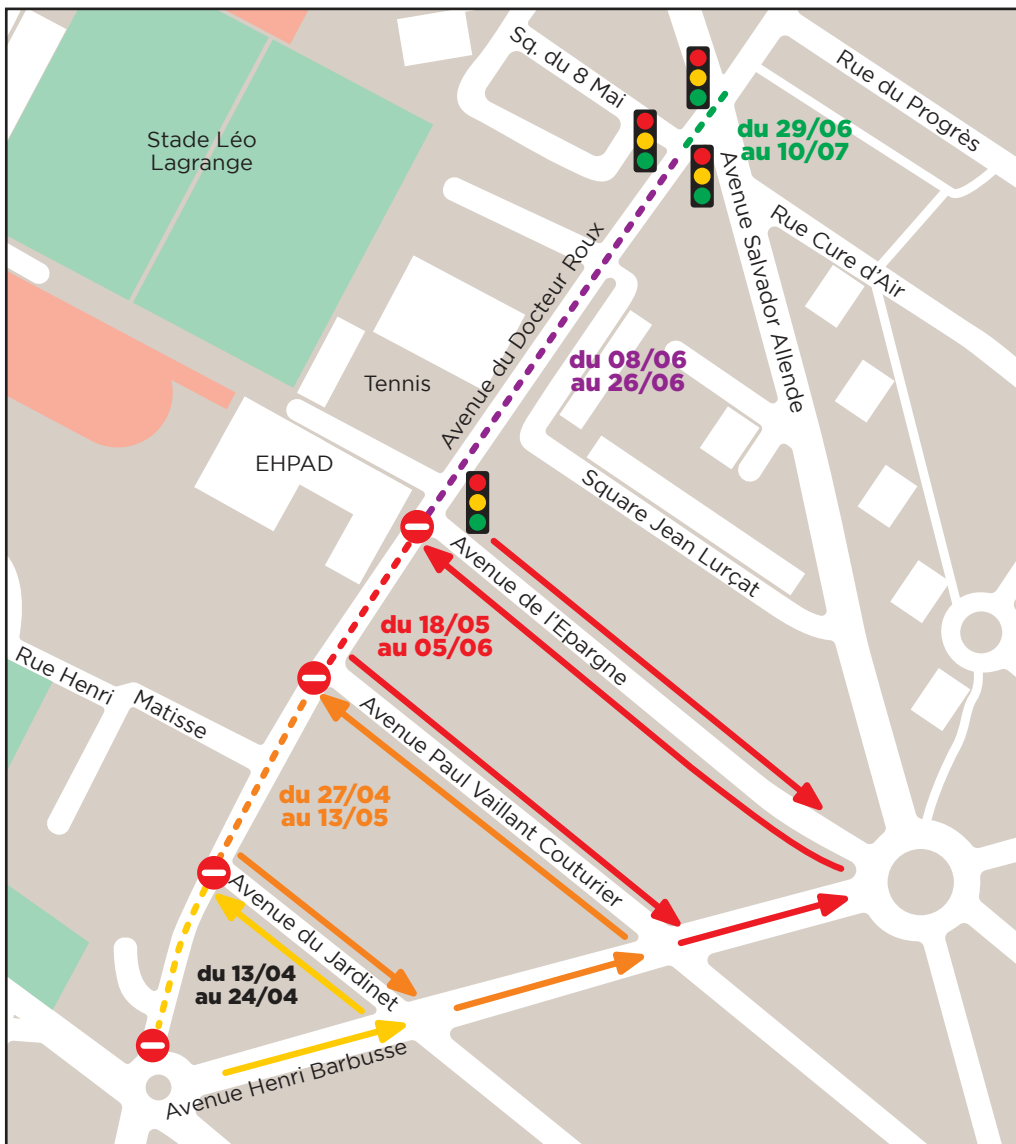 Sq. du 8 Mai
Rue du Progrès
Stade Léo
Lagrange
du 29/06
au 10/07
Avenue Salvador Allende
Rue Cure d'Air
Avenue du Docteur Roux
du 08/06
au 26/06
Tennis
EHPAD
Square Jean Lurçat
Avenue de l'Epargne
du 18/05
au 05/06
Rue Henri Matisse
Avenue Paul Vaillant Couturier
du 27/04
au 13/05
Avenue du Jardinet
du 13/04
au 24/04
Avenue Henri Barbusse